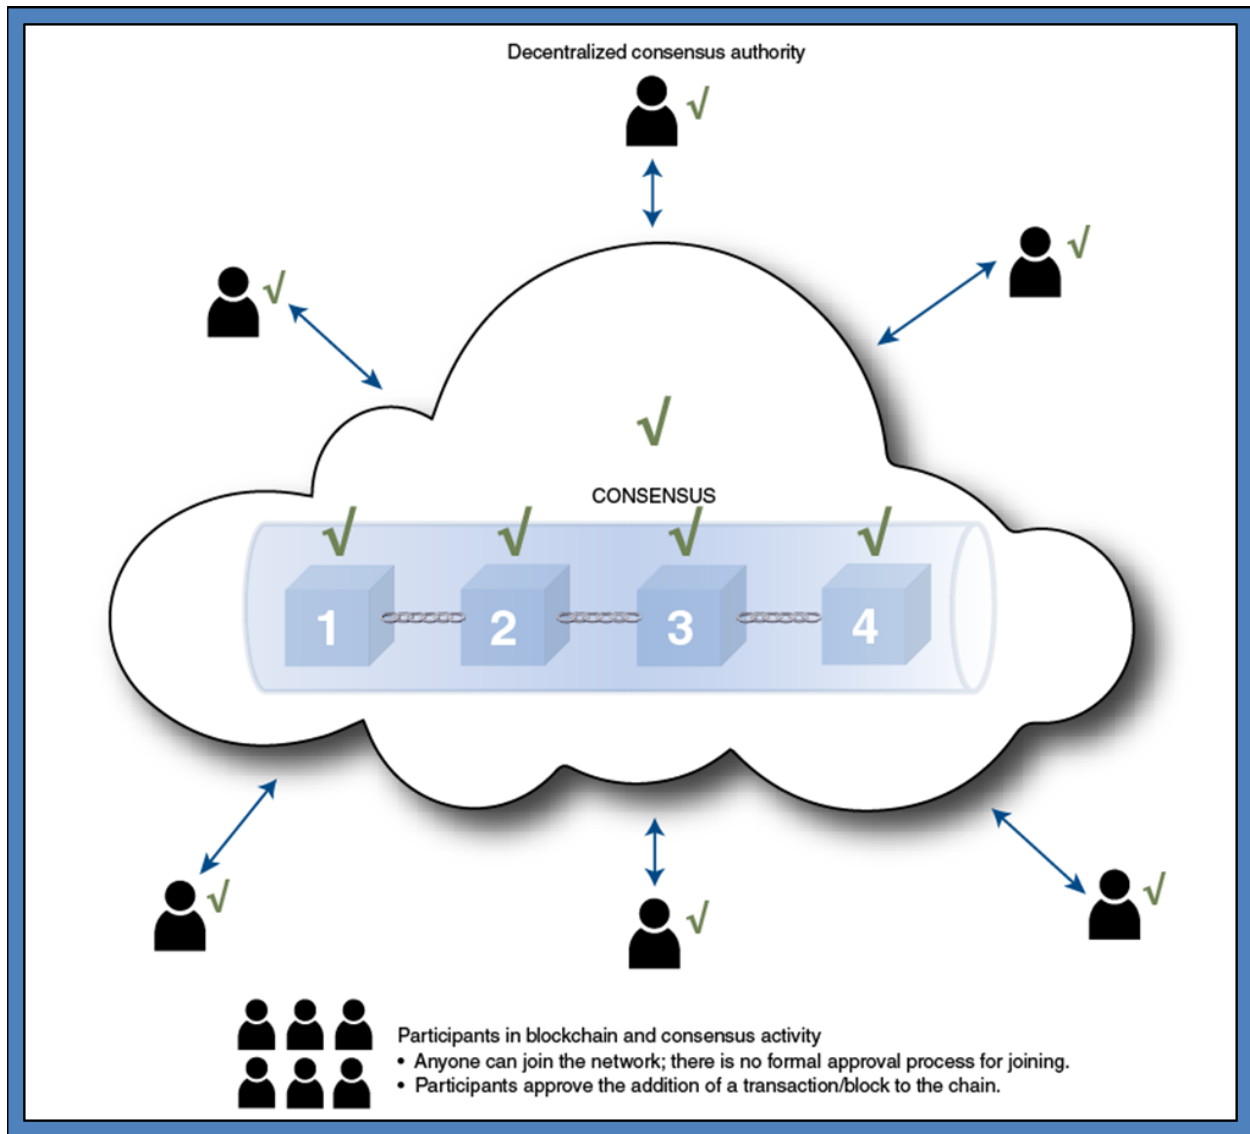 Decentralized consensus authority
√
√
√
√
CONSENSUS
√ √ √ √
1 2 3 4
√
√
√
Participants in blockchain and consensus activity
• Anyone can join the network; there is no formal approval process for joining.
• Participants approve the addition of a transaction/block to the chain.